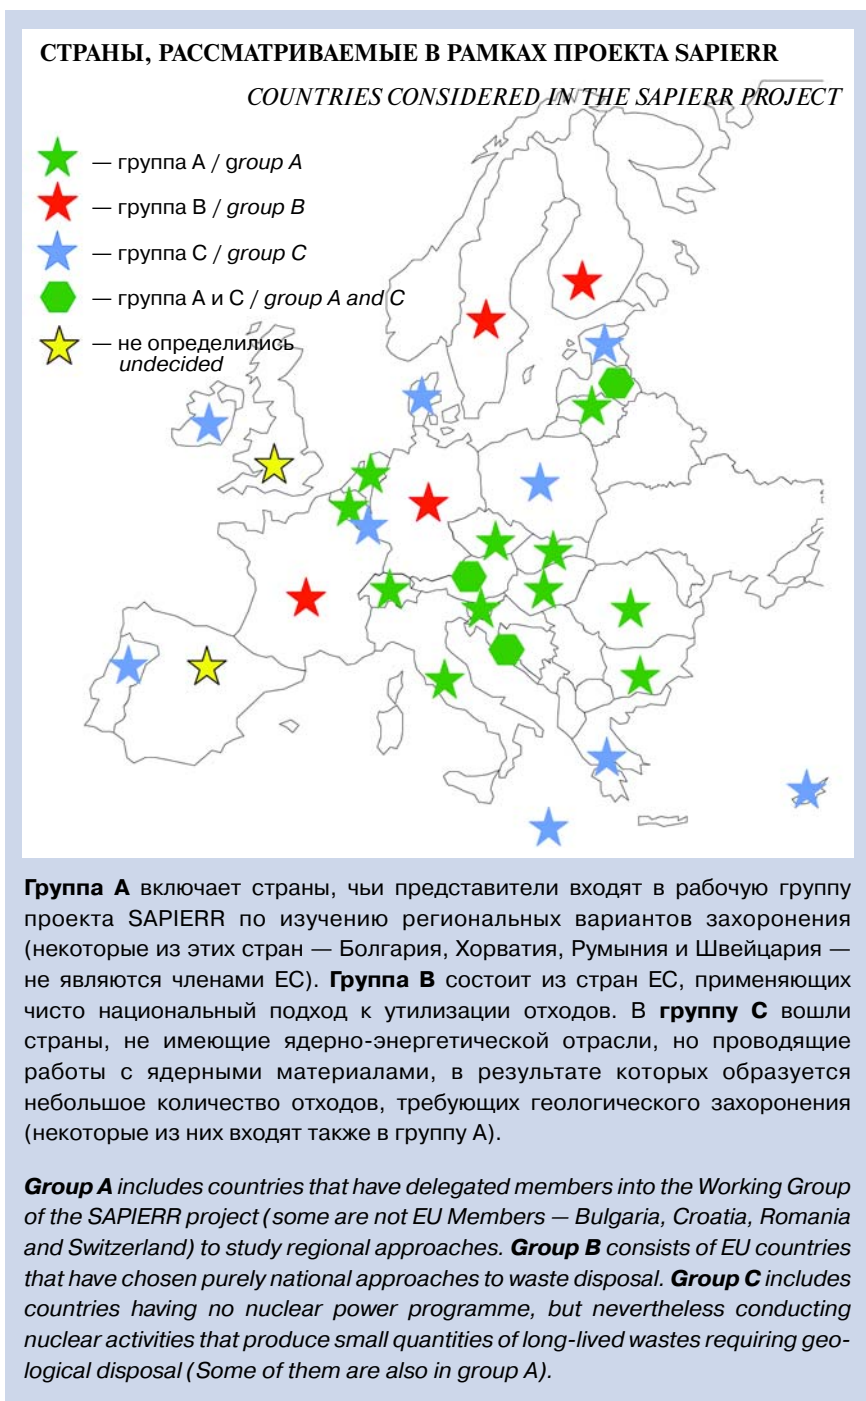 СТРАНЫ, РАССМАТРИВАЕМЫЕ В РАМКАХ ПРОЕКТА SAPIERR
COUNTRIES CONSIDERED IN THE SAPIERR PROJECT
— группа A / group A
— группа B / group B
— группа C / group C
— группа A и C / group A and C
— не определились
undecided
Группа A включает страны, чьи представители входят в рабочую группу
проекта SAPIERR по изучению региональных вариантов захоронения
(некоторые из этих стран — Болгария, Хорватия, Румыния и Швейцария —
не являются членами ЕС). Группа B состоит из стран ЕС, применяющих
чисто национальный подход к утилизации отходов. В группу C вошли
страны, не имеющие ядерно-энергетической отрасли, но проводящие
работы с ядерными материалами, в результате которых образуется
небольшое количество отходов, требующих геологического захоронения
(некоторые из них входят также в группу A).
Group A includes countries that have delegated members into the Working Group
of the SAPIERR project (some are not EU Members — Bulgaria, Croatia, Romania
and Switzerland) to study regional approaches. Group B consists of EU countries
that have chosen purely national approaches to waste disposal. Group C includes
countries having no nuclear power programme, but nevertheless conducting
nuclear activities that produce small quantities of long-lived wastes requiring geo-
logical disposal (Some of them are also in group A).